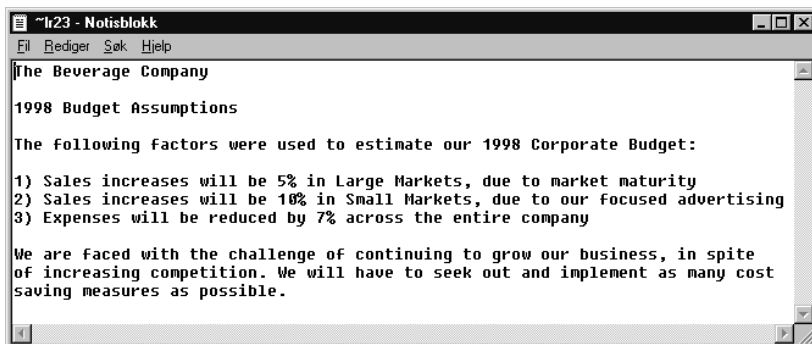 ~lr23 - Notisblokk
Fil Rediger Søk Hjelp
The Beverage Company
1998 Budget Assumptions
The following factors were used to estimate our 1998 Corporate Budget:
1) Sales increases will be 5% in Large Markets, due to market maturity
2) Sales increases will be 10% in Small Markets, due to our focused advertising
3) Expenses will be reduced by 7% across the entire company
We are faced with the challenge of continuing to grow our business, in spite
of increasing competition. We will have to seek out and implement as many cost
saving measures as possible.